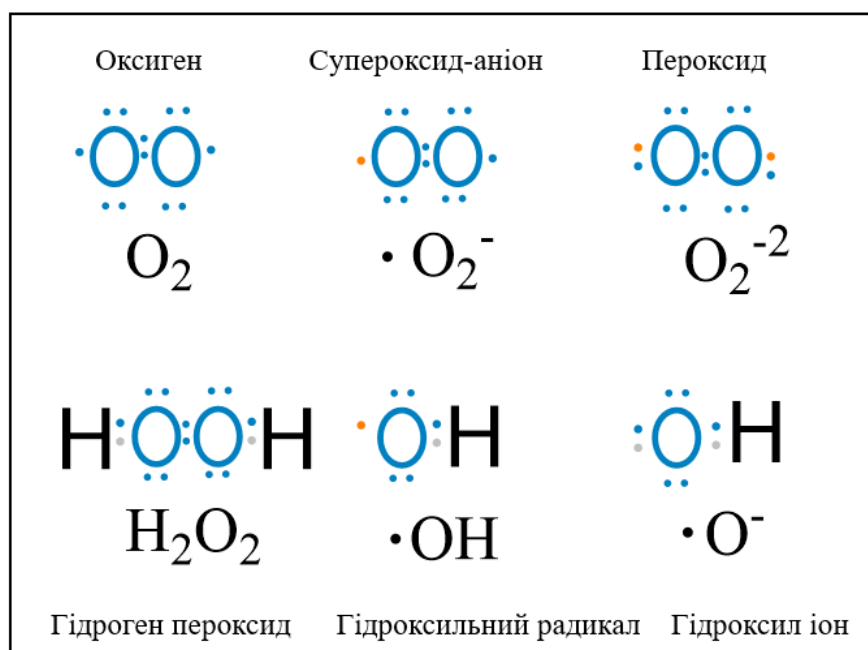 Оксиген Супероксид-аніон Пероксид
O O O O O O
O₂ · O₂⁻ O₂⁻²
H O O H O H O H
H₂O₂ ·OH ·O⁻
Гідроген пероксид Гідроксильний радикал Гідроксил іон